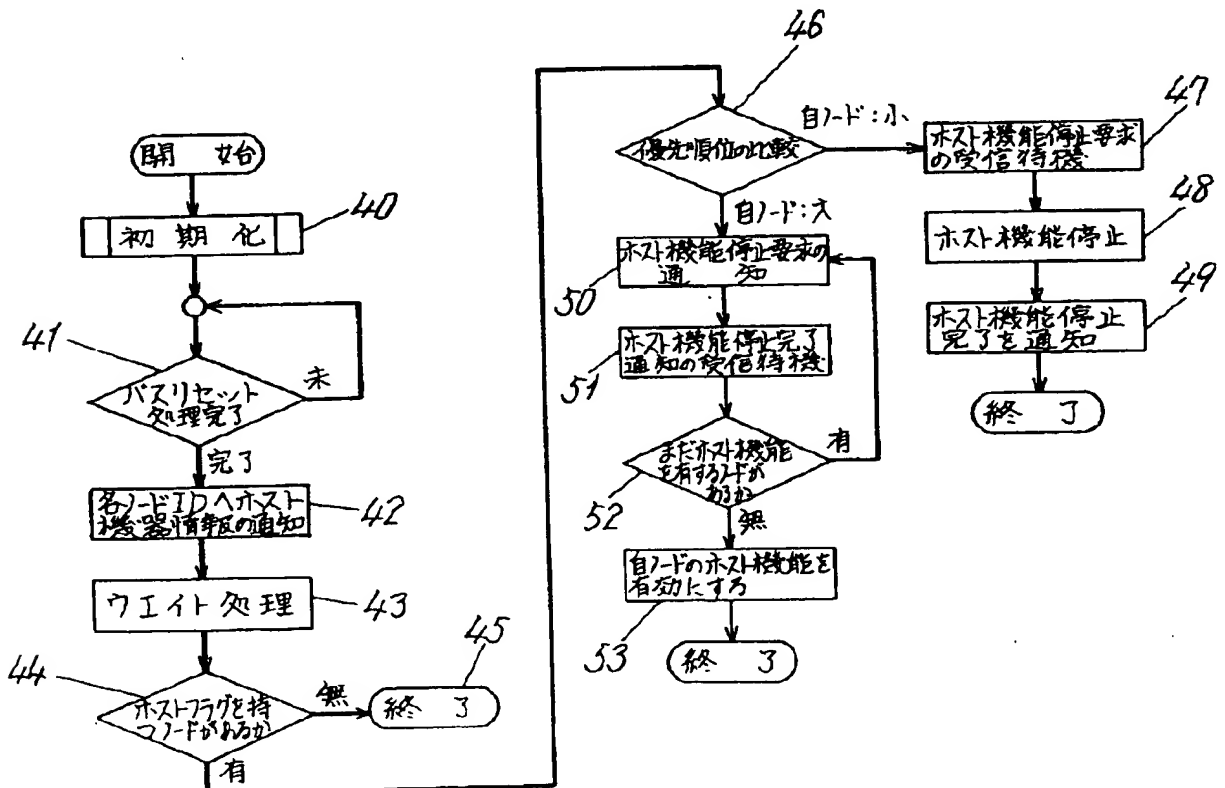 開始
初期化
40
41
バスリセット
処理完了
未
完了
各ノードIDへホスト
機器情報の通知
42
ウエイト処理
43
44
ホストフラグを持
つノードがあるか
無
45
終了
有
46
優先順位の比較
自ノード:小
自ノード:大
ホスト機能停止要求
の受信待機
47
ホスト機能停止
48
ホスト機能停止
完了を通知
49
終了
ホスト機能停止要求の
通知
50
ホスト機能停止完了
通知の受信待機
51
まだホスト機能
を有するノードが
あるか
有
52
無
自ノードのホスト機能を
有効にする
53
終了